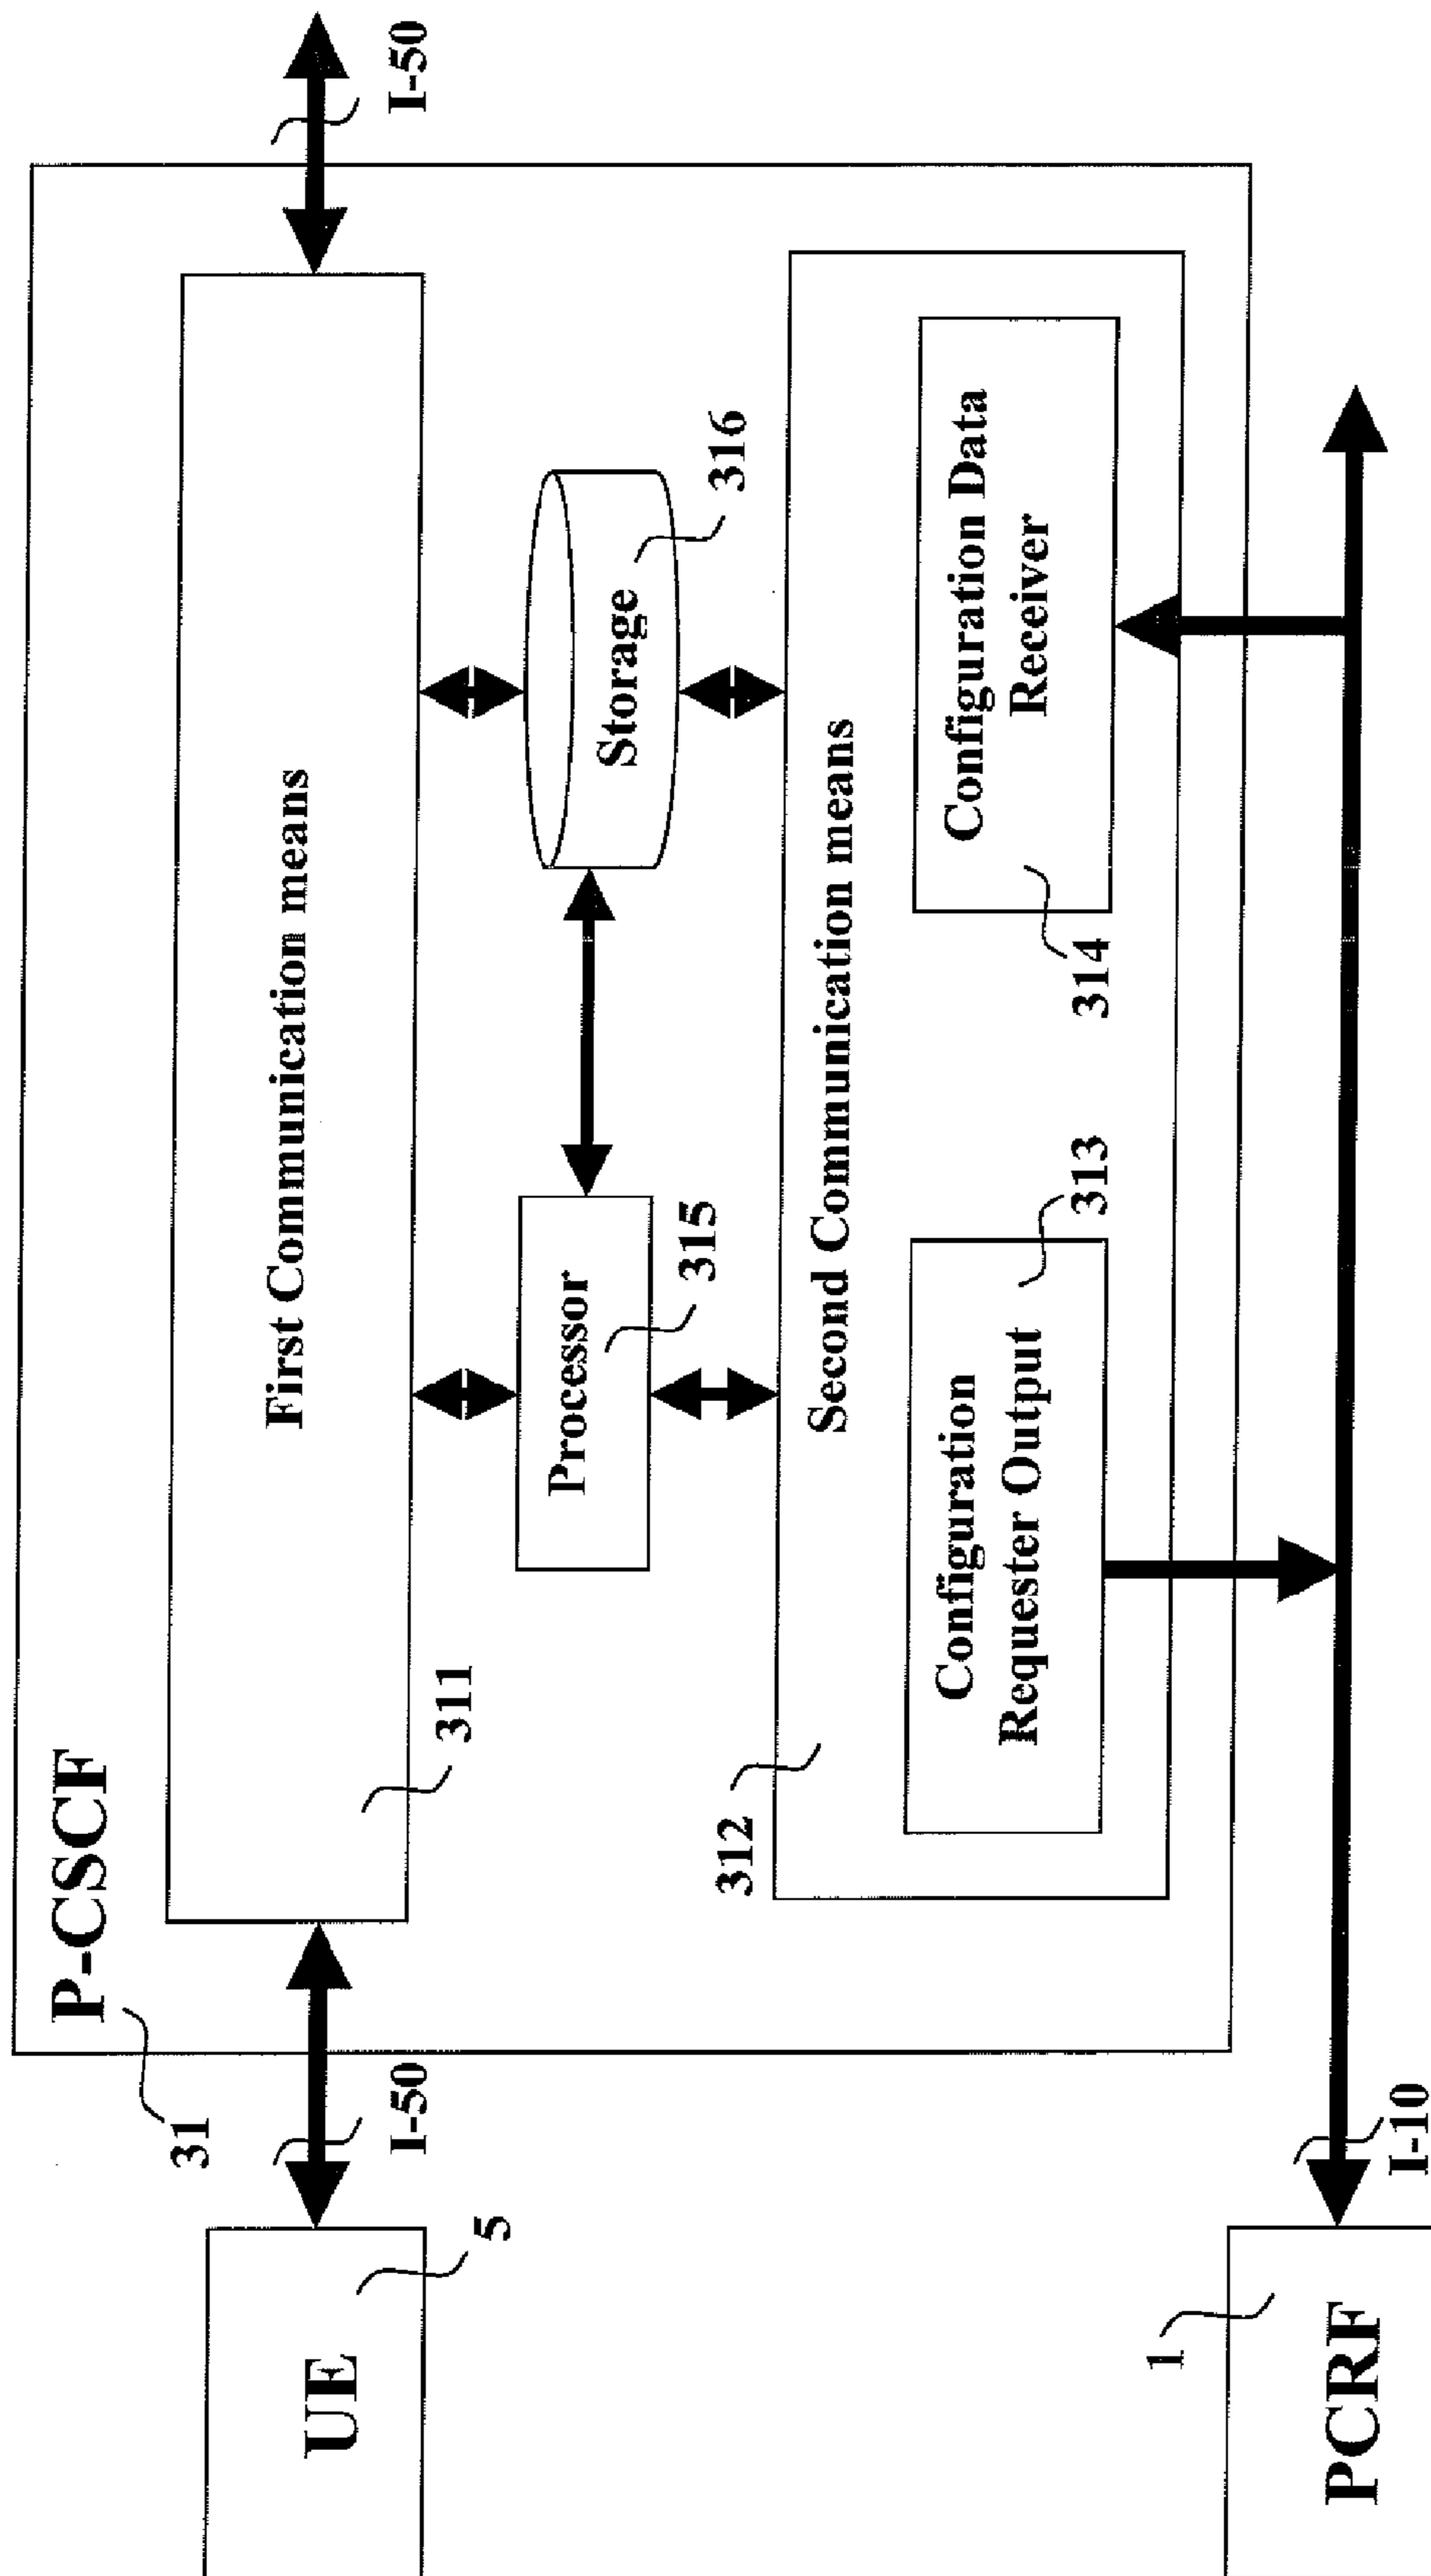 P-CSCF
31
I-50
I-50
First Communication means
311
UE
5
Processor
315
Storage
316
Second Communication means
312
Configuration
Requester Output
313
Configuration Data
Receiver
314
1
PCRF
I-10